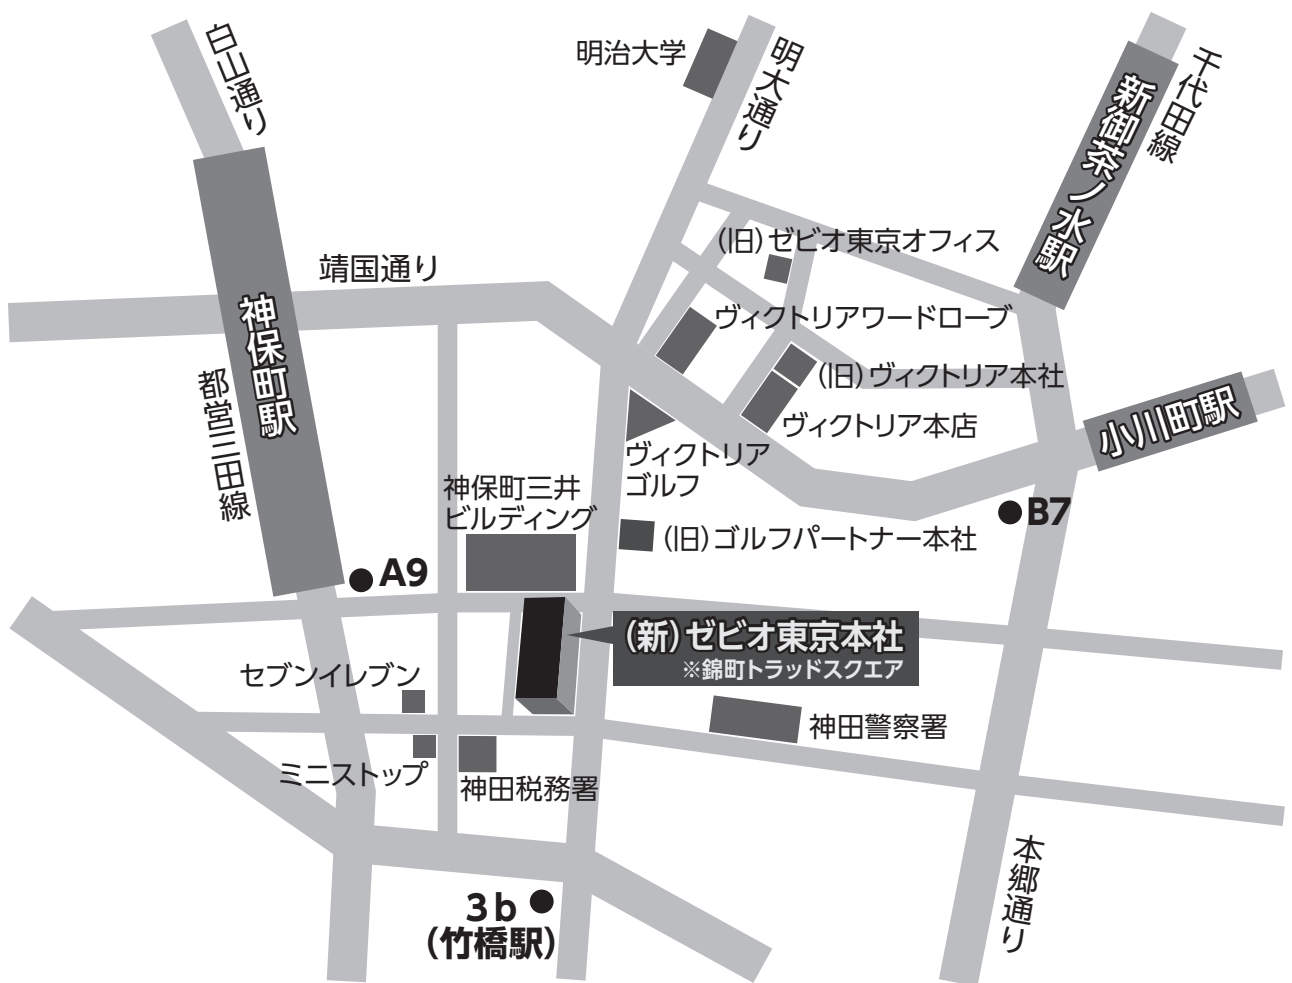 白山通り
明治大学
明大通り
千代田線
新御茶ノ水駅
(旧)ゼビオ東京オフィス
靖国通り
神保町駅
ヴィクトリアワードローブ
都営三田線
(旧)ヴィクトリア本社
小川町駅
ヴィクトリア本店
ヴィクトリア
ゴルフ
神保町三井
ビルディング
B7
(旧)ゴルフパートナー本社
A9
(新)ゼビオ東京本社
※錦町トラッドスクエア
セブンイレブン
神田警察署
ミニストップ
神田税務署
本郷通り
3b
(竹橋駅)